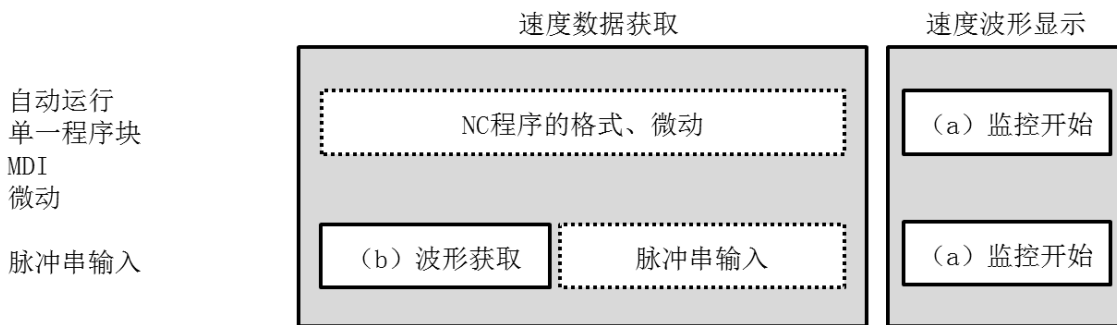 速度数据获取 速度波形显示
自动运行
单一程序块
MDI
微动
NC程序的格式、微动
（a）监控开始
脉冲串输入
（b）波形获取
脉冲串输入
（a）监控开始